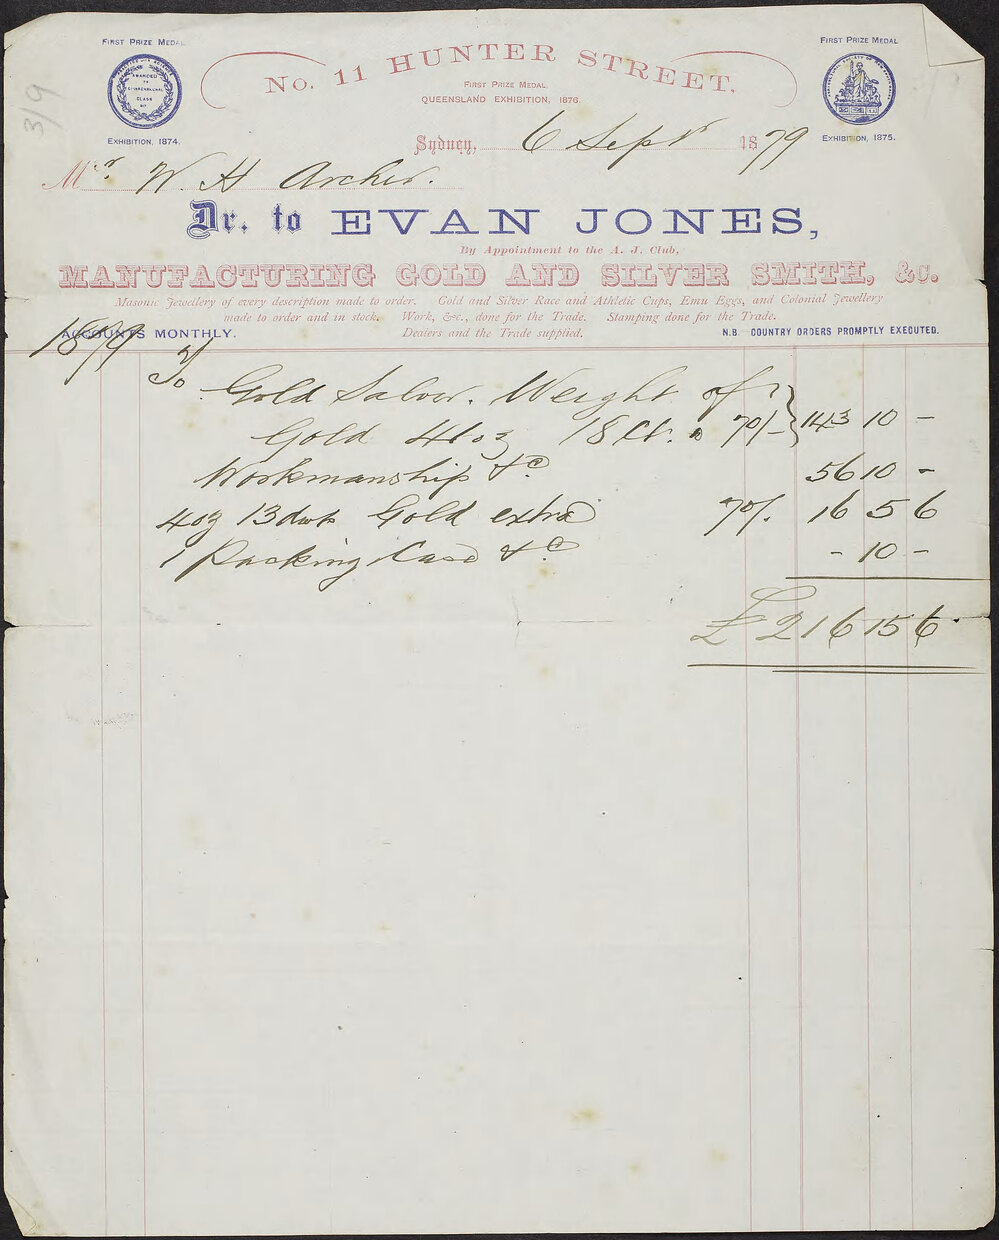 First Prize Medal
No. 11 Hunter Street.
First Prize Medal
First Prize Medal,
Queensland Exhibition, 1876.
Exhibition, 1874.
Exhibition, 1875.
3/9
Sydney, 6 Sept 1879
Mr. W. H Archer.
Dr. to EVAN JONES,
By Appointment to the A. J. Club,
MANUFACTURING GOLD AND SILVER SMITH, &C.
Masonic Jewellery of every description made to order. Gold and Silver Race and Athletic Cups, Emu Eggs, and Colonial Jewellery
made to order and in stock. Work, &c., done for the Trade. Stamping done for the Trade.
ACCOUNTS MONTHLY. Dealers and the Trade supplied. N.B. COUNTRY ORDERS PROMPTLY EXECUTED.
1879
To Gold Salver. Weight of
Gold 41oz 18 Ct. @ 70/- } 143 10 -
Workmanship &c 56 10 -
4oz 13dwts Gold extra 70/. 16 5 6
1 Packing Case &c - 10 -
£ 216 15 6